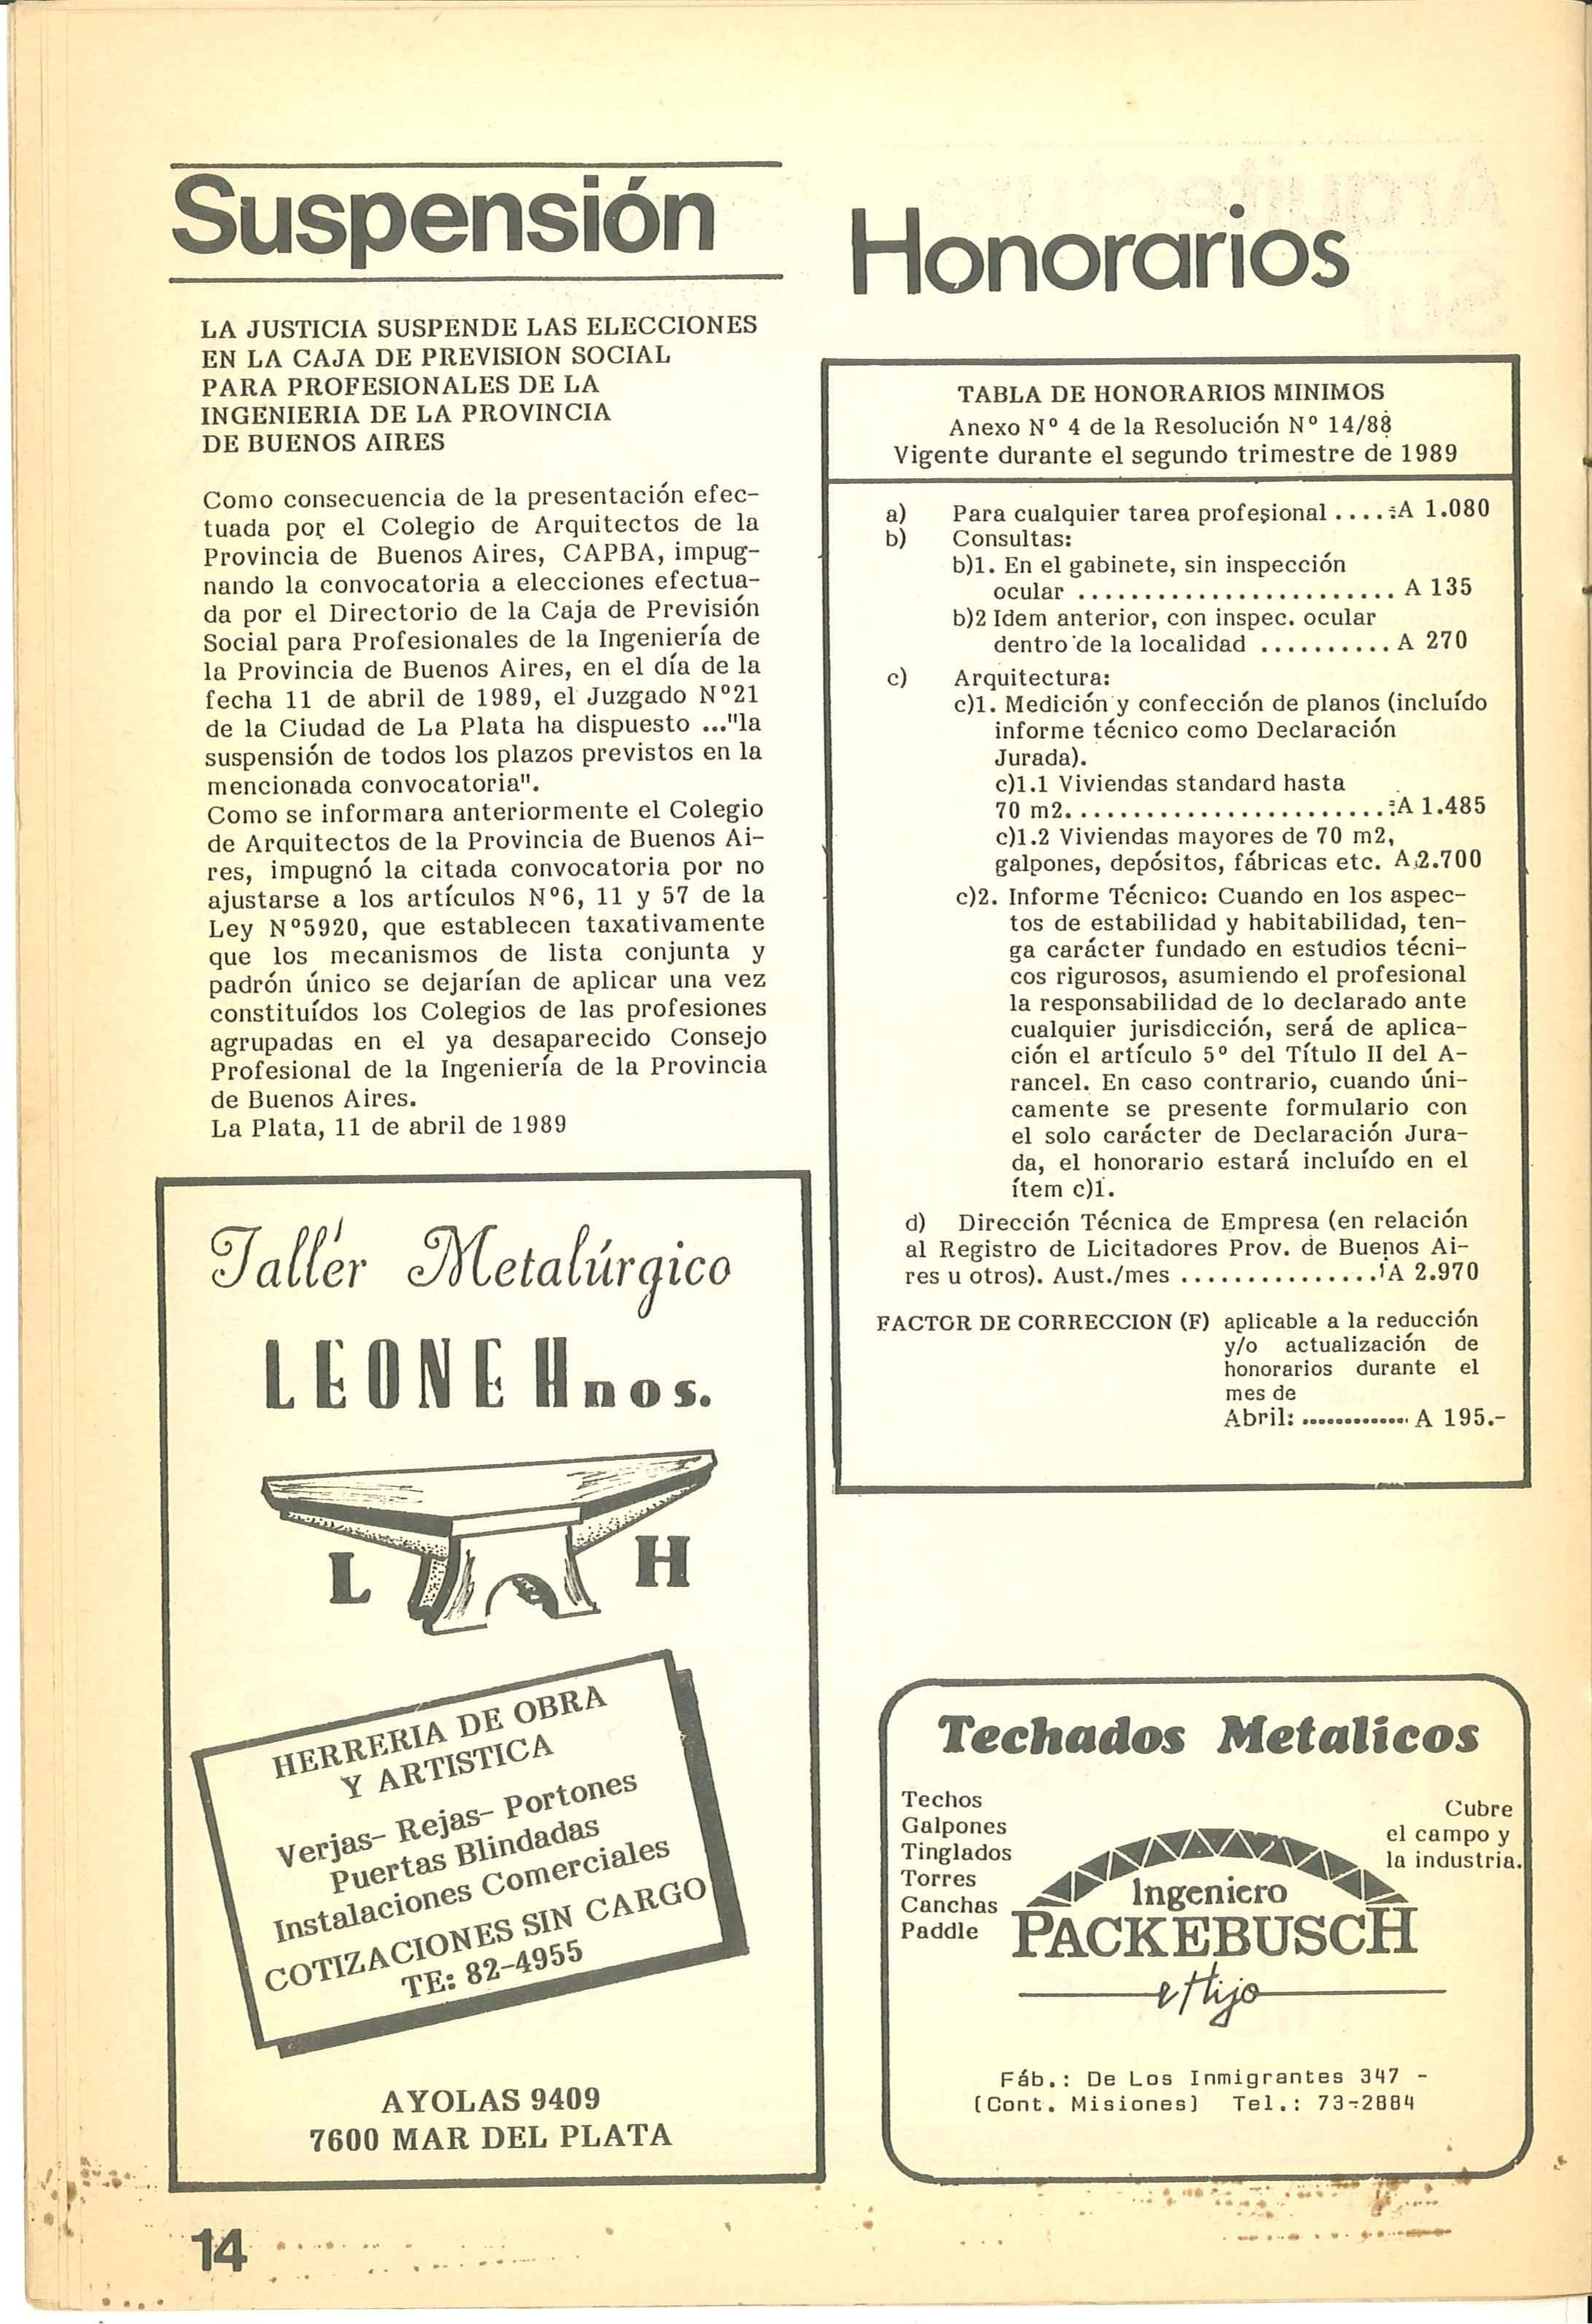 Suspensión
LA JUSTICIA SUSPENDE LAS ELECCIONES
EN LA CAJA DE PREVISION SOCIAL
PARA PROFESIONALES DE LA
INGENIERIA DE LA PROVINCIA
DE BUENOS AIRES
Como consecuencia de la presentación efec-
tuada por el Colegio de Arquitectos de la
Provincia de Buenos Aires, CAPBA, impug-
nando la convocatoria a elecciones efectua-
da por el Directorio de la Caja de Previsión
Social para Profesionales de la Ingeniería de
la Provincia de Buenos Aires, en el día de la
fecha 11 de abril de 1989, el Juzgado Nº21
de la Ciudad de La Plata ha dispuesto ..."la
suspensión de todos los plazos previstos en la
mencionada convocatoria".
Como se informara anteriormente el Colegio
de Arquitectos de la Provincia de Buenos Ai-
res, impugnó la citada convocatoria por no
ajustarse a los artículos Nº6, 11 y 57 de la
Ley Nº5920, que establecen taxativamente
que los mecanismos de lista conjunta y
padrón único se dejarían de aplicar una vez
constituídos los Colegios de las profesiones
agrupadas en el ya desaparecido Consejo
Profesional de la Ingeniería de la Provincia
de Buenos Aires.
La Plata, 11 de abril de 1989
Taller Metalúrgico
LEONE Hnos.
L H
HERRERIA DE OBRA
Y ARTISTICA
Verjas- Rejas- Portones
Puertas Blindadas
Instalaciones Comerciales
COTIZACIONES SIN CARGO
TE: 82-4955
AYOLAS 9409
7600 MAR DEL PLATA
14
Honorarios
TABLA DE HONORARIOS MINIMOS
Anexo Nº 4 de la Resolución Nº 14/88
Vigente durante el segundo trimestre de 1989
a) Para cualquier tarea profesional ....:A 1.080
b) Consultas:
b)1. En el gabinete, sin inspección
ocular ........................ A 135
b)2 Idem anterior, con inspec. ocular
dentro de la localidad .......... A 270
c) Arquitectura:
c)1. Medición y confección de planos (incluído
informe técnico como Declaración
Jurada).
c)1.1 Viviendas standard hasta
70 m2.........................:A 1.485
c)1.2 Viviendas mayores de 70 m2,
galpones, depósitos, fábricas etc. A 2.700
c)2. Informe Técnico: Cuando en los aspec-
tos de estabilidad y habitabilidad, ten-
ga carácter fundado en estudios técni-
cos rigurosos, asumiendo el profesional
la responsabilidad de lo declarado ante
cualquier jurisdicción, será de aplica-
ción el artículo 5º del Título II del A-
rancel. En caso contrario, cuando úni-
camente se presente formulario con
el solo carácter de Declaración Jura-
da, el honorario estará incluído en el
ítem c)1.
d) Dirección Técnica de Empresa (en relación
al Registro de Licitadores Prov. de Buenos Ai-
res u otros). Aust./mes ............... A 2.970
FACTOR DE CORRECCION (F) aplicable a la reducción
y/o actualización de
honorarios durante el
mes de
Abril: ............. A 195.-
Techados Metalicos
Techos
Galpones
Tinglados
Torres
Canchas
Paddle
Cubre
el campo y
la industria.
Ingeniero
PACKEBUSCH
e Hijo
Fáb.: De Los Inmigrantes 347 -
(Cont. Misiones) Tel.: 73-2884